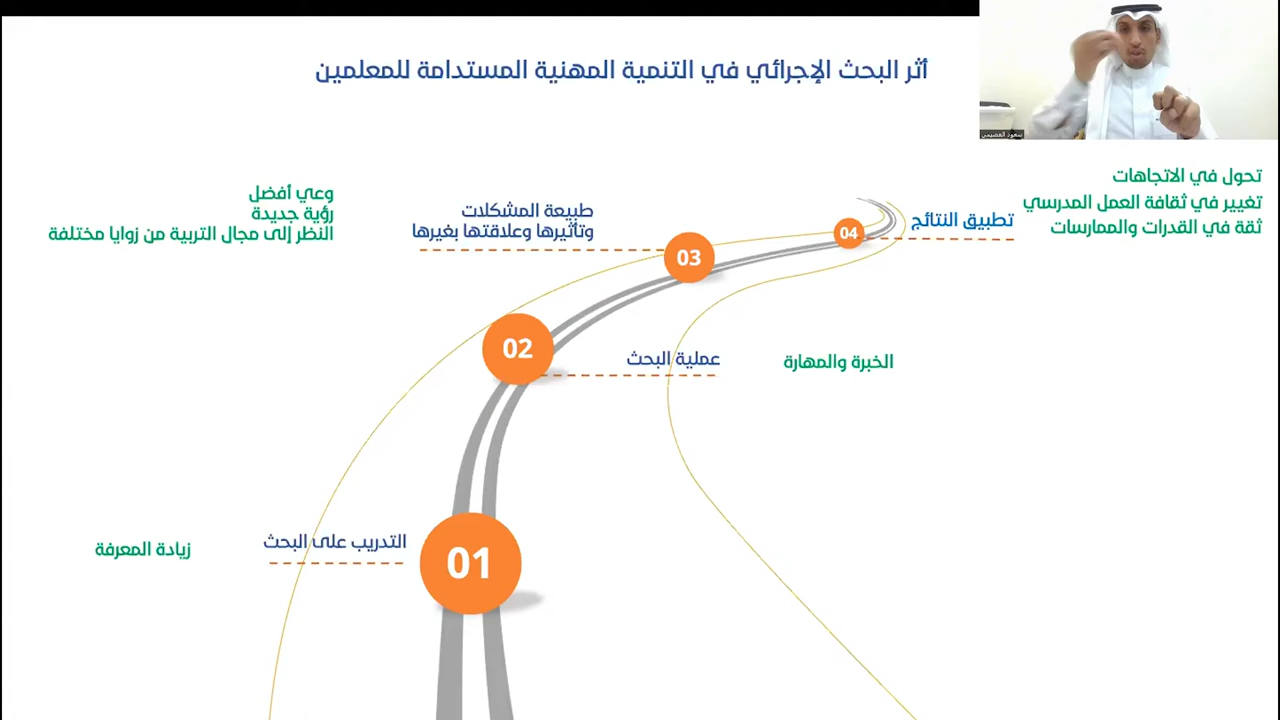 أثر البحث الإجرائي في التنمية المهنية المستدامة للمعلمين
سعود العصيمي
تحول في الاتجاهات
تغيير في ثقافة العمل المدرسي
ثقة في القدرات والممارسات
تطبيق النتائج
04
طبيعة المشكلات
وتأثيرها وعلاقتها بغيرها
03
وعي أفضل
رؤية جديدة
النظر إلى مجال التربية من زوايا مختلفة
02
عملية البحث
الخبرة والمهارة
01
التدريب على البحث
زيادة المعرفة